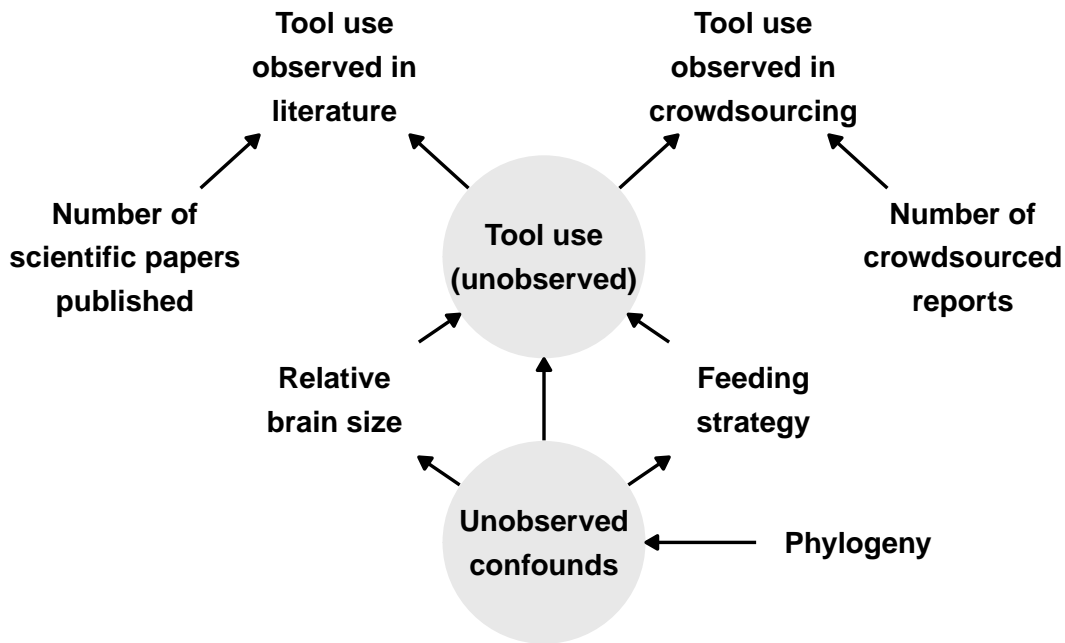 Tool use
observed in
literature
Tool use
observed in
crowdsourcing
Number of
scientific papers
published
Tool use
(unobserved)
Number of
crowdsourced
reports
Relative
brain size
Feeding
strategy
Unobserved
confounds
Phylogeny